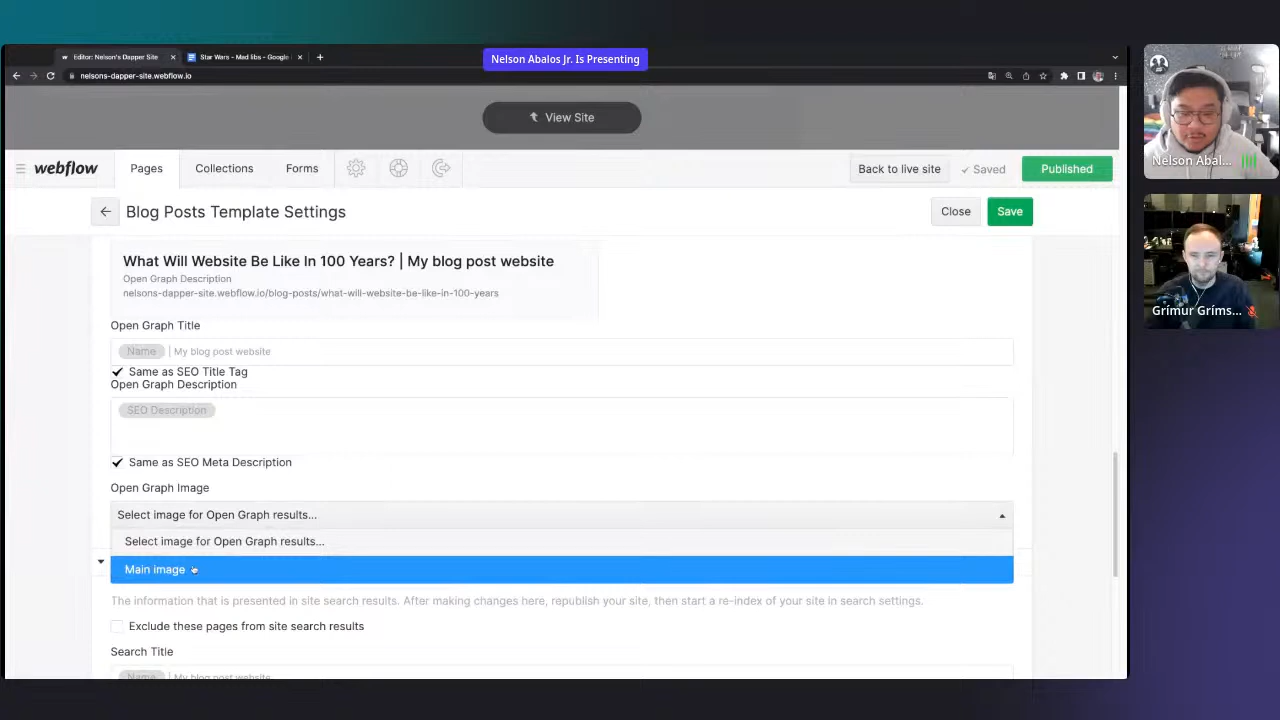 Nelson Abalos Jr. Is Presenting
Editor: Nelson's Dapper Site
Star Wars - Mad libs - Google
nelsons-dapper-site.webflow.io
View Site
webflow
Pages
Collections
Forms
Back to live site
Saved
Published
Blog Posts Template Settings
Close
Save
What Will Website Be Like In 100 Years? | My blog post website
Open Graph Description
nelsons-dapper-site.webflow.io/blog-posts/what-will-website-be-like-in-100-years
Open Graph Title
Name | My blog post website
Same as SEO Title Tag
Open Graph Description
SEO Description
Same as SEO Meta Description
Open Graph Image
Select image for Open Graph results...
Select image for Open Graph results...
Main image
The information that is presented in site search results. After making changes here, republish your site, then start a re-index of your site in search settings.
Exclude these pages from site search results
Search Title
Name | My blog post website
Nelson Abal...
Grímur Gríms...